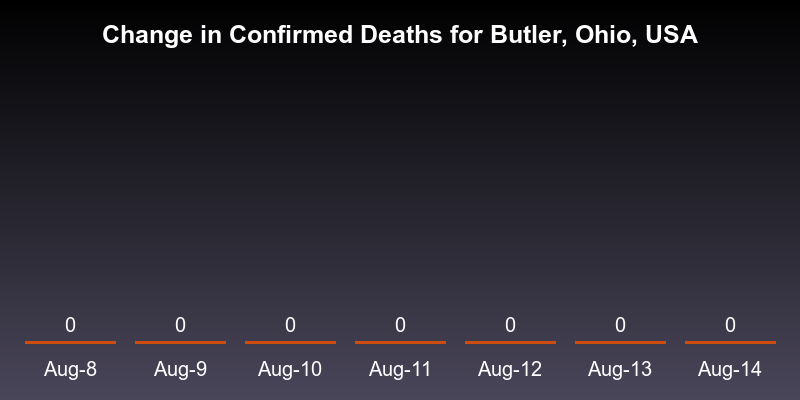 Change in Confirmed Deaths for Butler, Ohio, USA
0 0 0 0 0 0 0
Aug-8 Aug-9 Aug-10 Aug-11 Aug-12 Aug-13 Aug-14